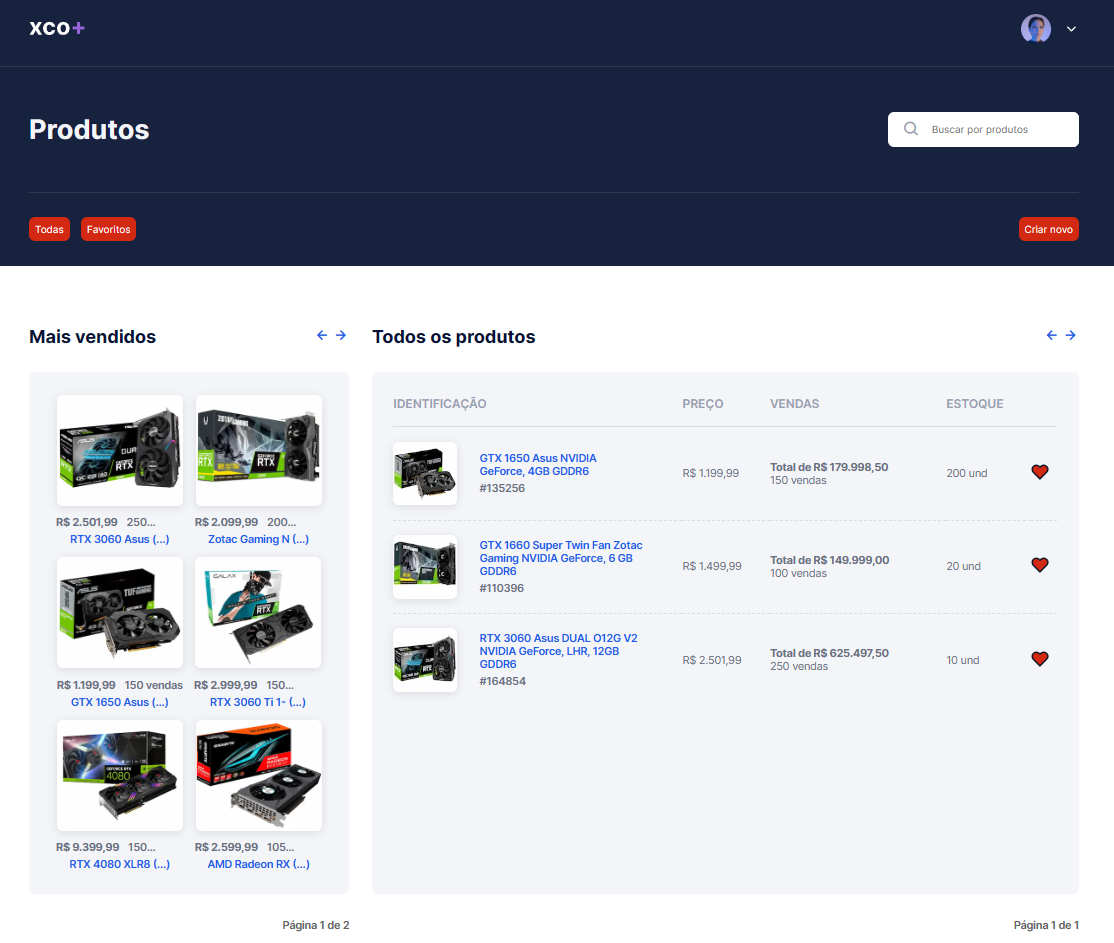 xco+
Produtos
Buscar por produtos
Todas
Favoritos
Criar novo
Mais vendidos
R$ 2.501,99 250...
RTX 3060 Asus (...)
R$ 2.099,99 200...
Zotac Gaming N (...)
R$ 1.199,99 150 vendas
GTX 1650 Asus (...)
R$ 2.999,99 150...
RTX 3060 Ti 1- (...)
R$ 9.399,99 150...
RTX 4080 XLR8 (...)
R$ 2.599,99 105...
AMD Radeon RX (...)
Página 1 de 2
Todos os produtos
IDENTIFICAÇÃO PREÇO VENDAS ESTOQUE
GTX 1650 Asus NVIDIA
GeForce, 4GB GDDR6
#135256
R$ 1.199,99
Total de R$ 179.998,50
150 vendas
200 und
GTX 1660 Super Twin Fan Zotac
Gaming NVIDIA GeForce, 6 GB
GDDR6
#110396
R$ 1.499,99
Total de R$ 149.999,00
100 vendas
20 und
RTX 3060 Asus DUAL O12G V2
NVIDIA GeForce, LHR, 12GB
GDDR6
#164854
R$ 2.501,99
Total de R$ 625.497,50
250 vendas
10 und
Página 1 de 1